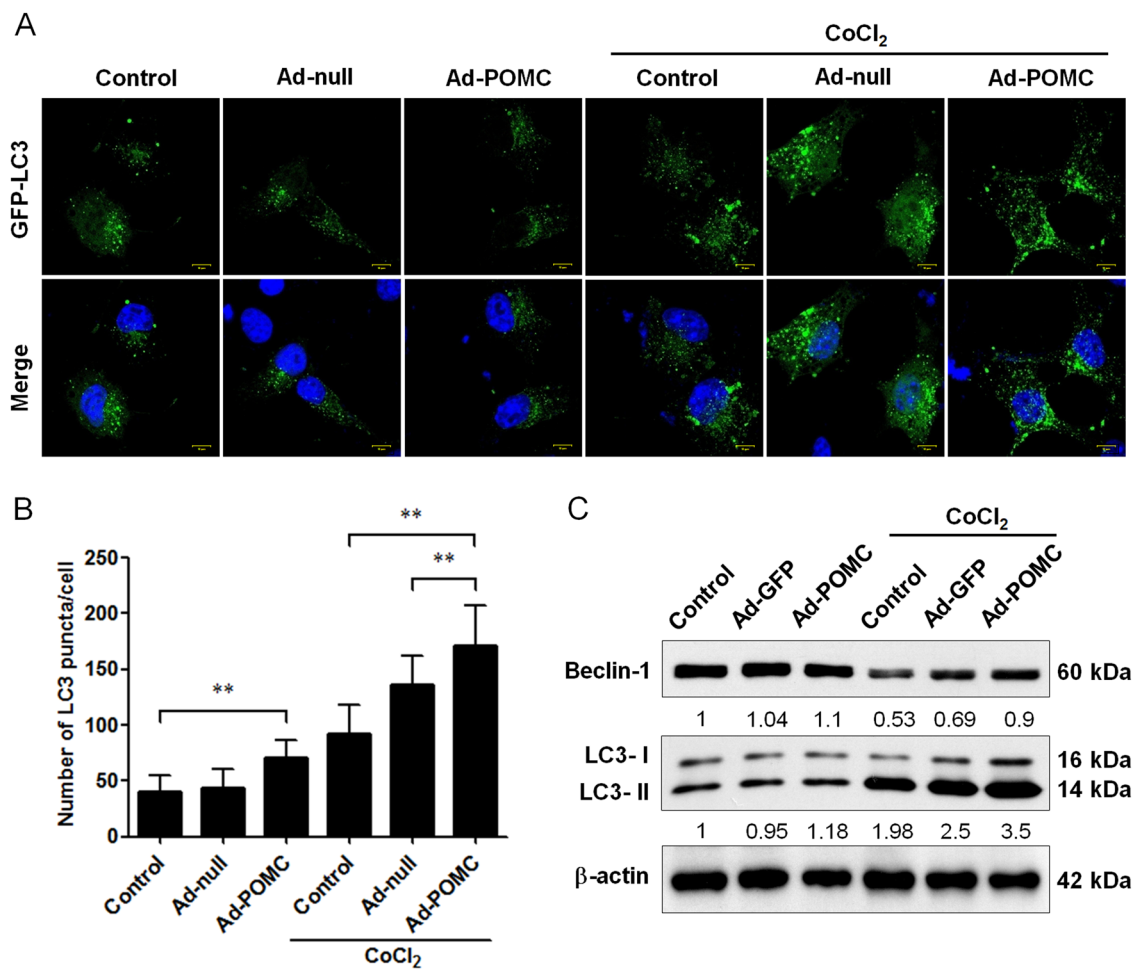 A
CoCl₂
Control Ad-null Ad-POMC Control Ad-null Ad-POMC
GFP-LC3
Merge
B
Number of LC3 puncta/cell
250
200
150
100
50
0
** ** **
Control Ad-null Ad-POMC Control Ad-null Ad-POMC
CoCl₂
C
CoCl₂
Control Ad-GFP Ad-POMC Control Ad-GFP Ad-POMC
Beclin-1 60 kDa
1 1.04 1.1 0.53 0.69 0.9
LC3- I 16 kDa
LC3- II 14 kDa
1 0.95 1.18 1.98 2.5 3.5
β-actin 42 kDa